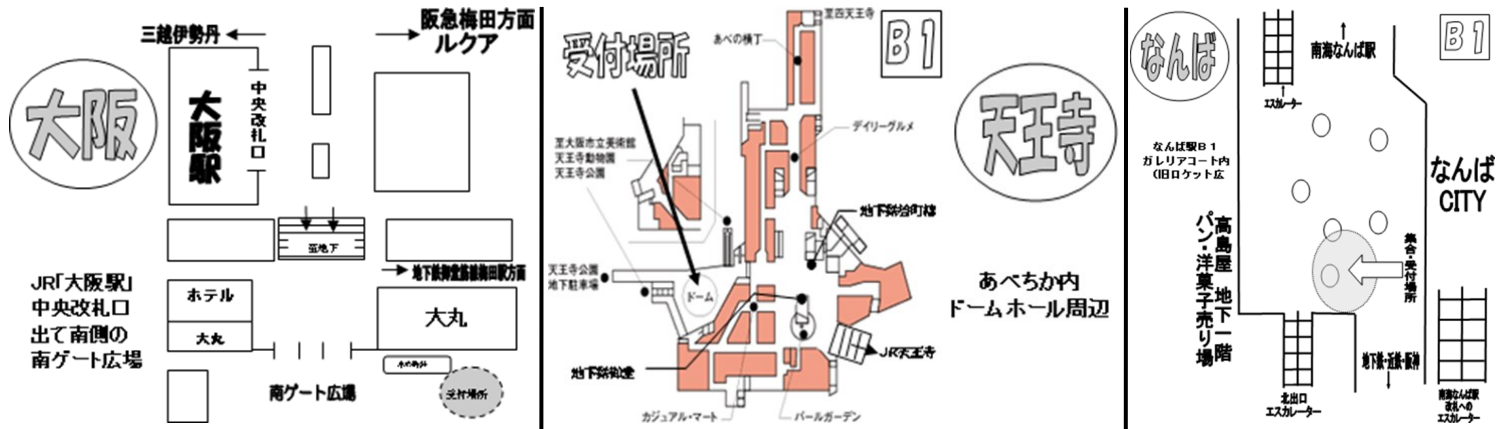 三越伊勢丹
阪急梅田方面
ルクア
大阪
大阪駅
中央改札口
至地下
地下鉄御堂筋線梅田駅方面
JR「大阪駅」
中央改札口
出て南側の
南ゲート広場
ホテル
大丸
大丸
南ゲート広場
水の時計
受付場所
受付場所
B1
天王寺
至四天王寺
あべの横丁
デイリーグルメ
至大阪市立美術館
天王寺動物園
天王寺公園
地下鉄谷町線
天王寺公園
地下駐車場
ドーム
あべちか内
ドームホール周辺
JR天王寺
地下鉄御堂
カジュアル・マート
パールガーデン
なんば
B1
南海なんば駅
エスカレーター
なんば駅B1
ガレリアコート内
(旧ロケット広
なんば
CITY
高島屋 地下一階
パン・洋菓子売り場
集合・受付場所
地下鉄・近鉄・阪神
北出口
エスカレーター
南海なんば駅
改札への
エスカレーター